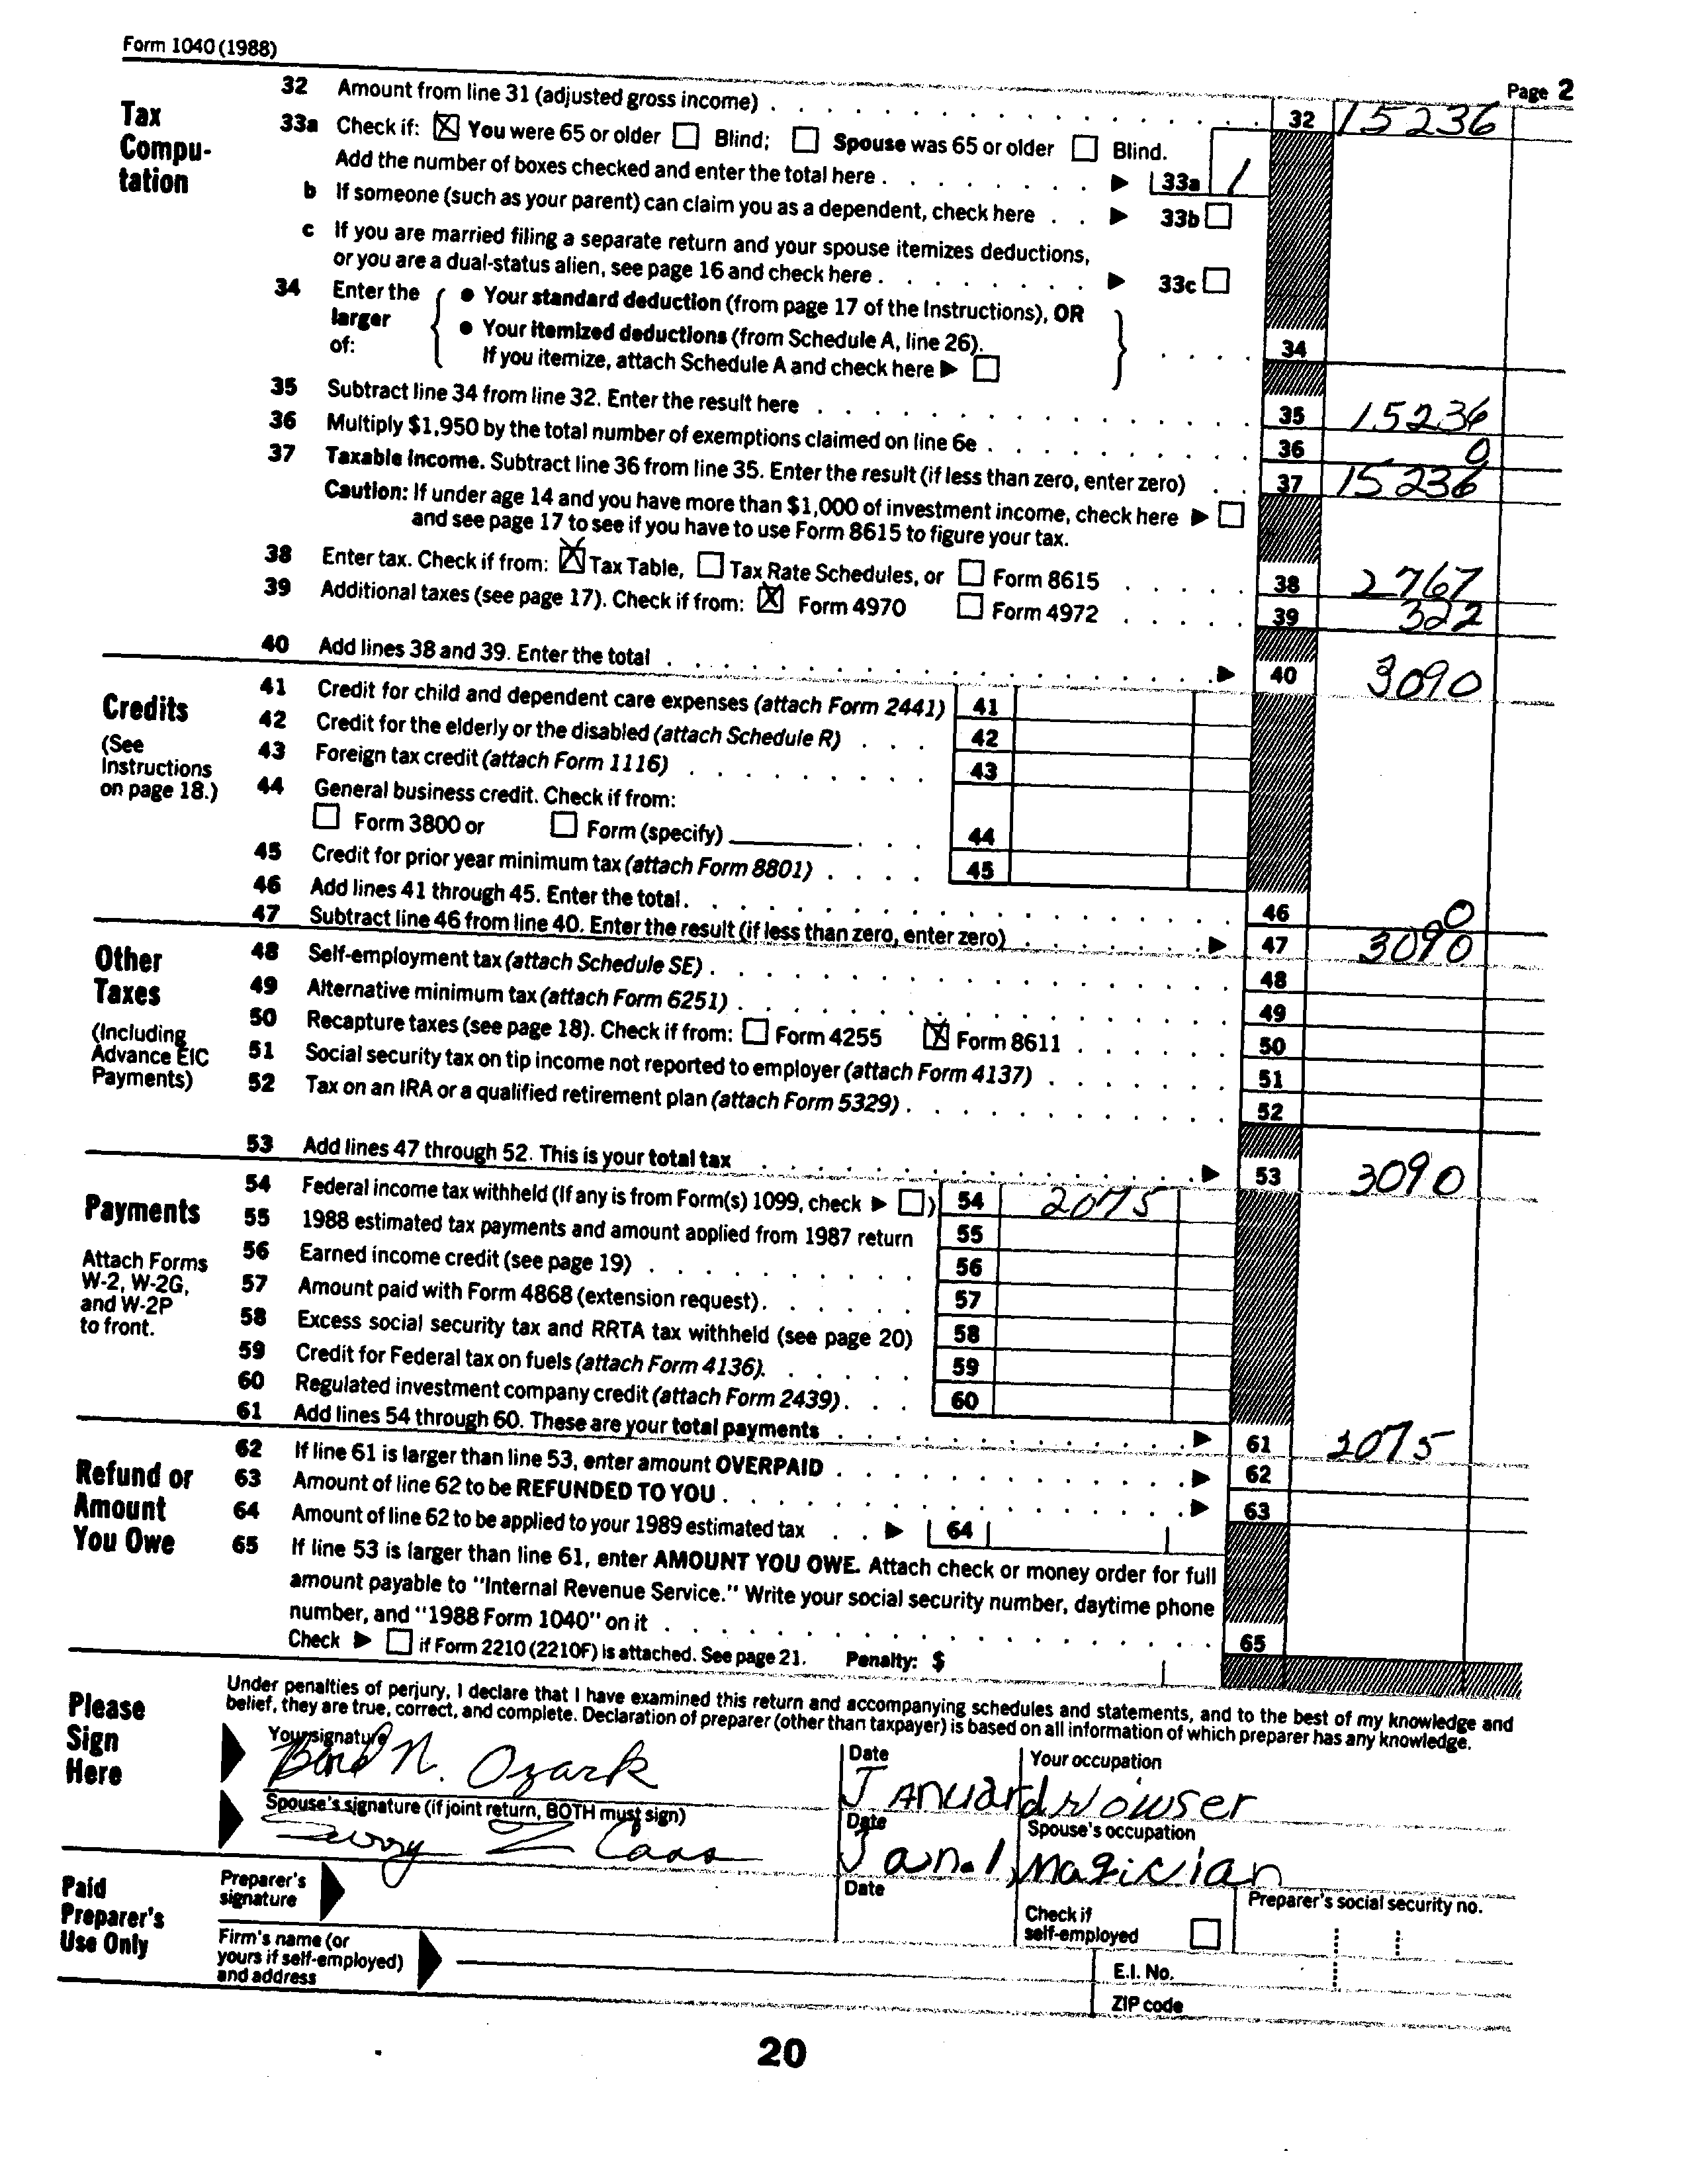 Form 1040 (1988)
Page 2
Tax Compu-tation
32 Amount from line 31 (adjusted gross income) 32 15236
33a Check if: ☒ You were 65 or older ☐ Blind; ☐ Spouse was 65 or older ☐ Blind.
Add the number of boxes checked and enter the total here ▶ 33a 1
b If someone (such as your parent) can claim you as a dependent, check here ▶ 33b ☐
c If you are married filing a separate return and your spouse itemizes deductions,
or you are a dual-status alien, see page 16 and check here ▶ 33c ☐
34 Enter the larger of:
● Your standard deduction (from page 17 of the Instructions), OR
● Your itemized deductions (from Schedule A, line 26).
If you itemize, attach Schedule A and check here ▶ ☐ 34
35 Subtract line 34 from line 32. Enter the result here 35 15236
36 Multiply $1,950 by the total number of exemptions claimed on line 6e 36 0
37 Taxable income. Subtract line 36 from line 35. Enter the result (if less than zero, enter zero) 37 15236
Caution: If under age 14 and you have more than $1,000 of investment income, check here ▶ ☐
and see page 17 to see if you have to use Form 8615 to figure your tax.
38 Enter tax. Check if from: ☒ Tax Table, ☐ Tax Rate Schedules, or ☐ Form 8615 38 2767
39 Additional taxes (see page 17). Check if from: ☒ Form 4970 ☐ Form 4972 39 322
40 Add lines 38 and 39. Enter the total ▶ 40 3090
Credits
(See Instructions on page 18.)
41 Credit for child and dependent care expenses (attach Form 2441) 41
42 Credit for the elderly or the disabled (attach Schedule R) 42
43 Foreign tax credit (attach Form 1116) 43
44 General business credit. Check if from:
☐ Form 3800 or ☐ Form (specify) 44
45 Credit for prior year minimum tax (attach Form 8801) 45
46 Add lines 41 through 45. Enter the total. 46 0
47 Subtract line 46 from line 40. Enter the result (if less than zero, enter zero) ▶ 47 3090
Other Taxes
(Including Advance EIC Payments)
48 Self-employment tax (attach Schedule SE) 48
49 Alternative minimum tax (attach Form 6251) 49
50 Recapture taxes (see page 18). Check if from: ☐ Form 4255 ☒ Form 8611 50
51 Social security tax on tip income not reported to employer (attach Form 4137) 51
52 Tax on an IRA or a qualified retirement plan (attach Form 5329) 52
53 Add lines 47 through 52. This is your total tax ▶ 53 3090
Payments
Attach Forms W-2, W-2G, and W-2P to front.
54 Federal income tax withheld (If any is from Form(s) 1099, check ▶ ☐) 54 2075
55 1988 estimated tax payments and amount applied from 1987 return 55
56 Earned income credit (see page 19) 56
57 Amount paid with Form 4868 (extension request). 57
58 Excess social security tax and RRTA tax withheld (see page 20) 58
59 Credit for Federal tax on fuels (attach Form 4136). 59
60 Regulated investment company credit (attach Form 2439) 60
61 Add lines 54 through 60. These are your total payments ▶ 61 2075
Refund or Amount You Owe
62 If line 61 is larger than line 53, enter amount OVERPAID ▶ 62
63 Amount of line 62 to be REFUNDED TO YOU ▶ 63
64 Amount of line 62 to be applied to your 1989 estimated tax ▶ 64
65 If line 53 is larger than line 61, enter AMOUNT YOU OWE. Attach check or money order for full
amount payable to "Internal Revenue Service." Write your social security number, daytime phone
number, and "1988 Form 1040" on it 65
Check ▶ ☐ if Form 2210 (2210F) is attached. See page 21. Penalty: $
Please Sign Here
Under penalties of perjury, I declare that I have examined this return and accompanying schedules and statements, and to the best of my knowledge and
belief, they are true, correct, and complete. Declaration of preparer (other than taxpayer) is based on all information of which preparer has any knowledge.
Your signature Date Your occupation
N. Ozark
Spouse's signature (if joint return, BOTH must sign) Date Spouse's occupation
Z Jan.1, Magician
Paid Preparer's Use Only
Preparer's signature Date Check if self-employed ☐ Preparer's social security no.
Firm's name (or yours if self-employed) and address E.I. No.
ZIP code
20